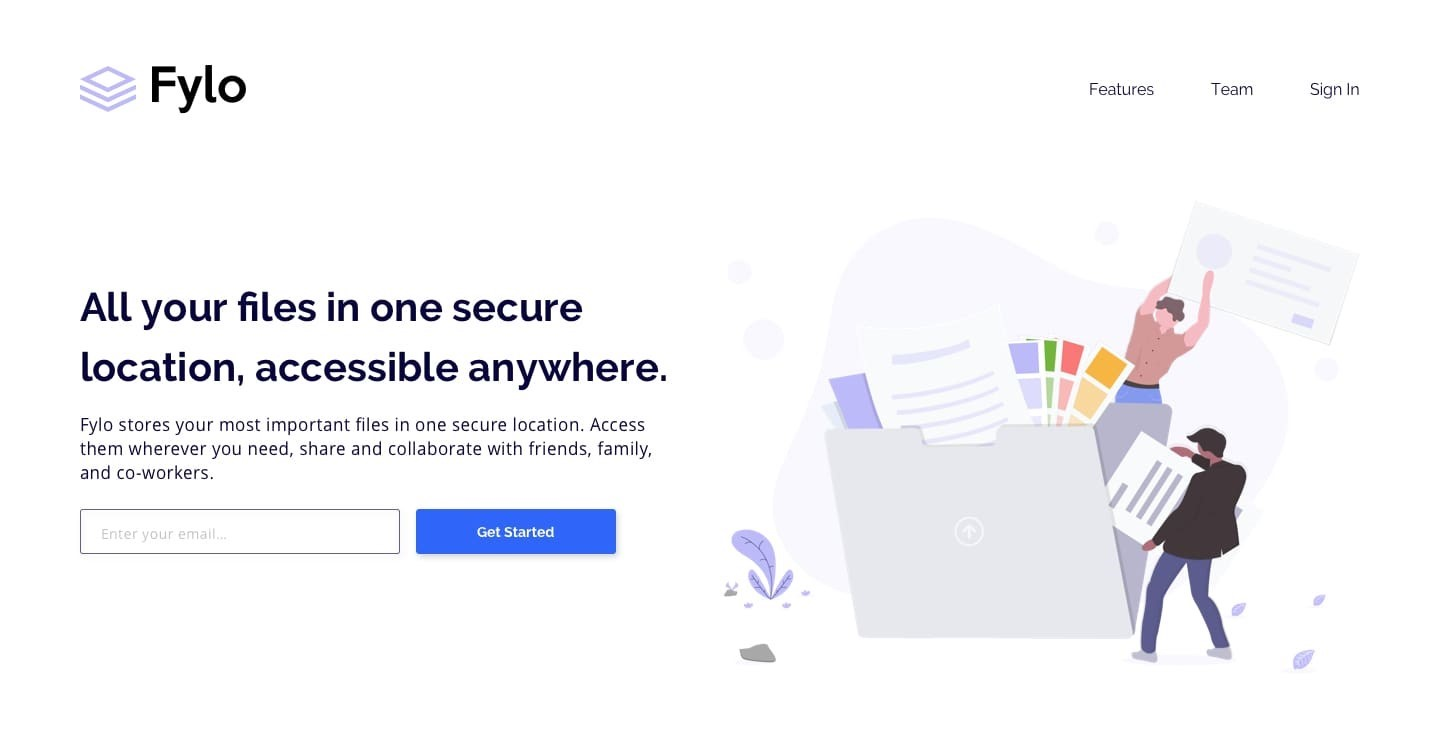 Fylo
Features
Team
Sign In
All your files in one secure
location, accessible anywhere.
Fylo stores your most important files in one secure location. Access
them wherever you need, share and collaborate with friends, family,
and co-workers.
Enter your email...
Get Started